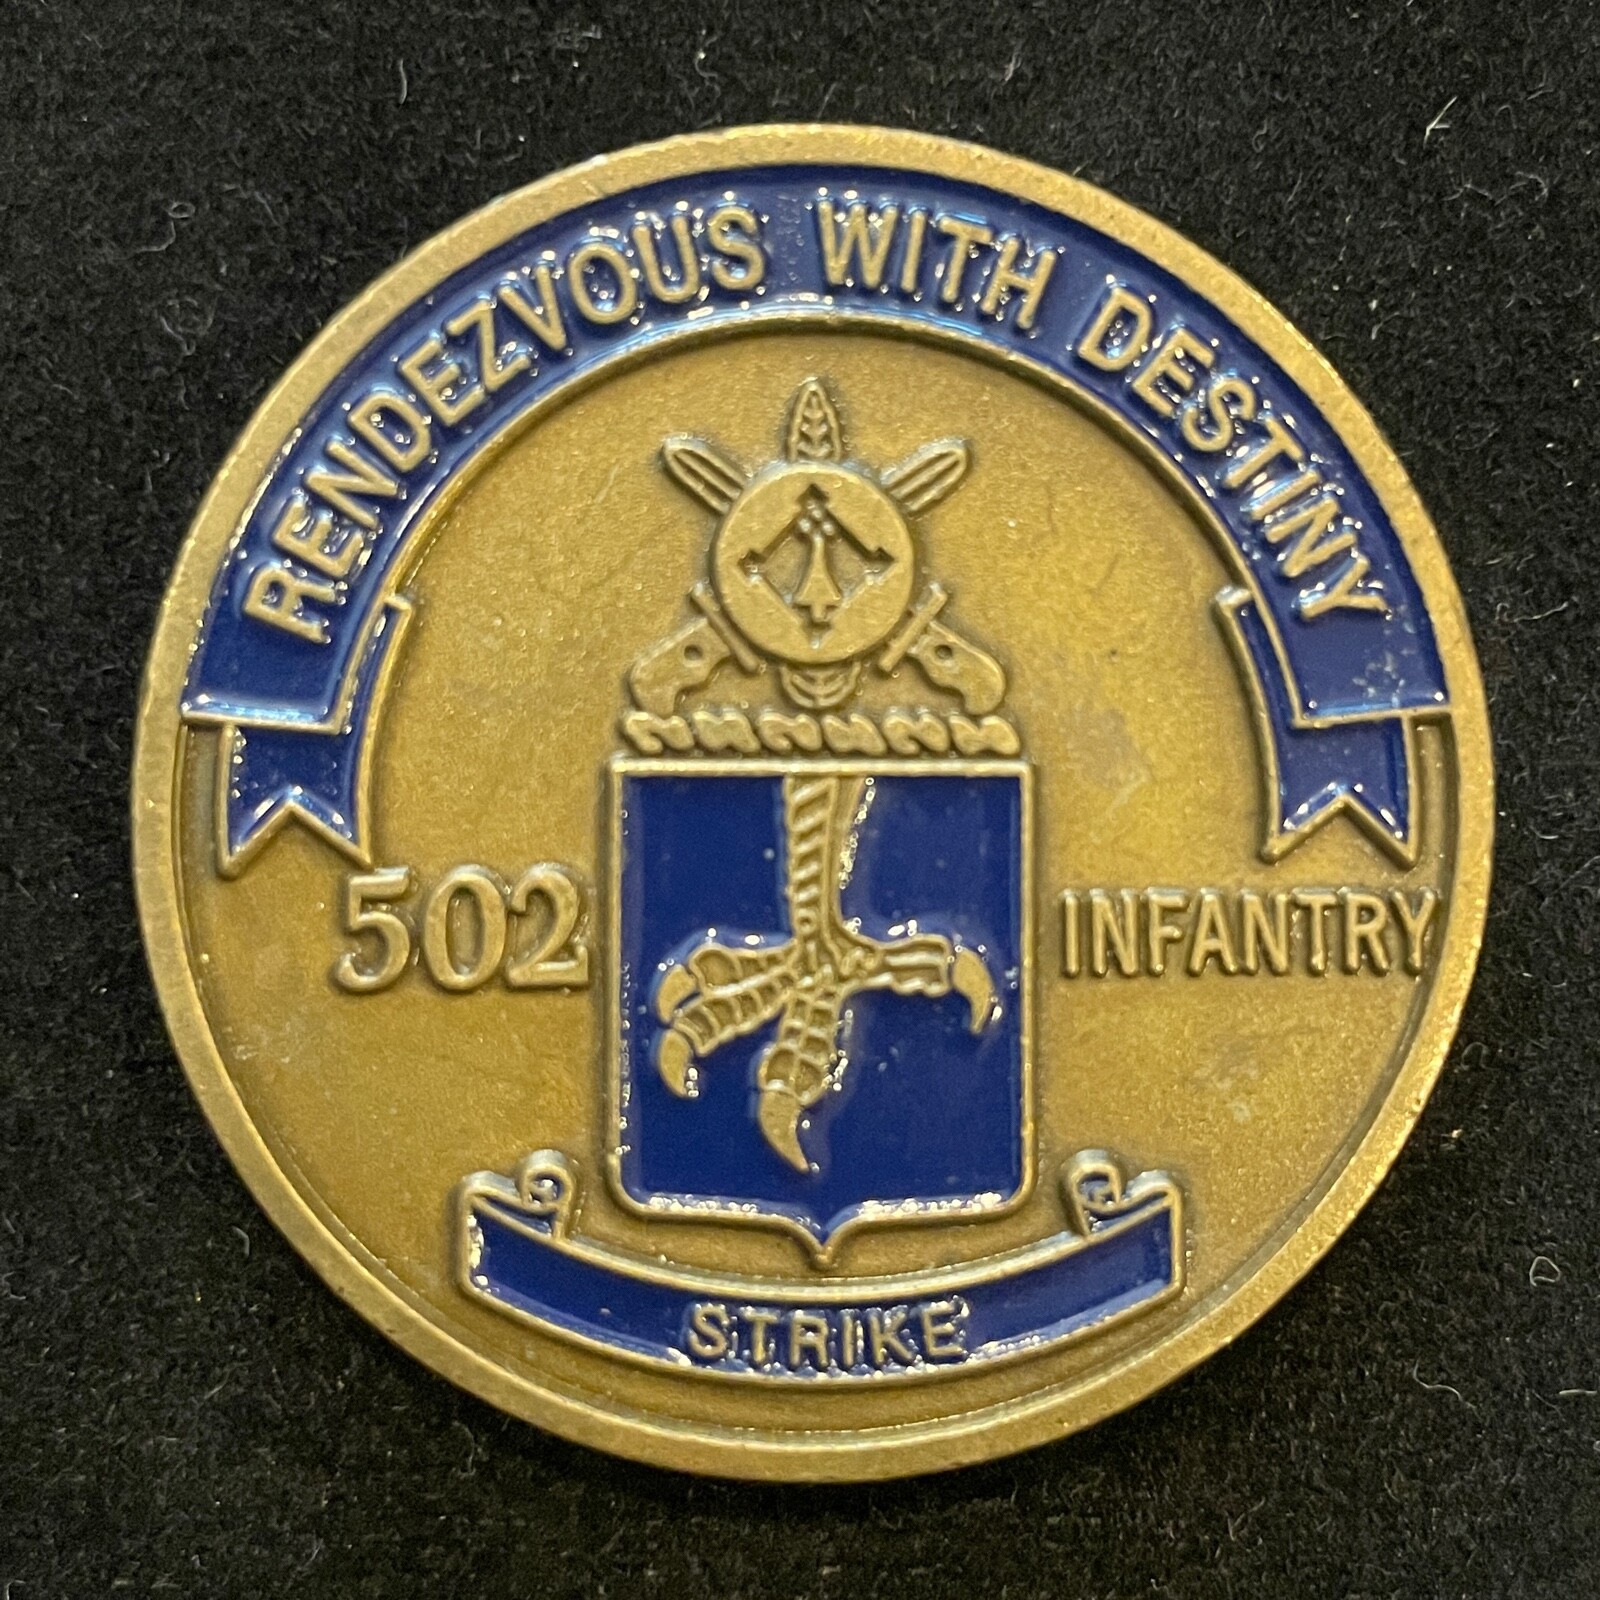 RENDEZVOUS WITH DESTINY
502 INFANTRY
STRIKE